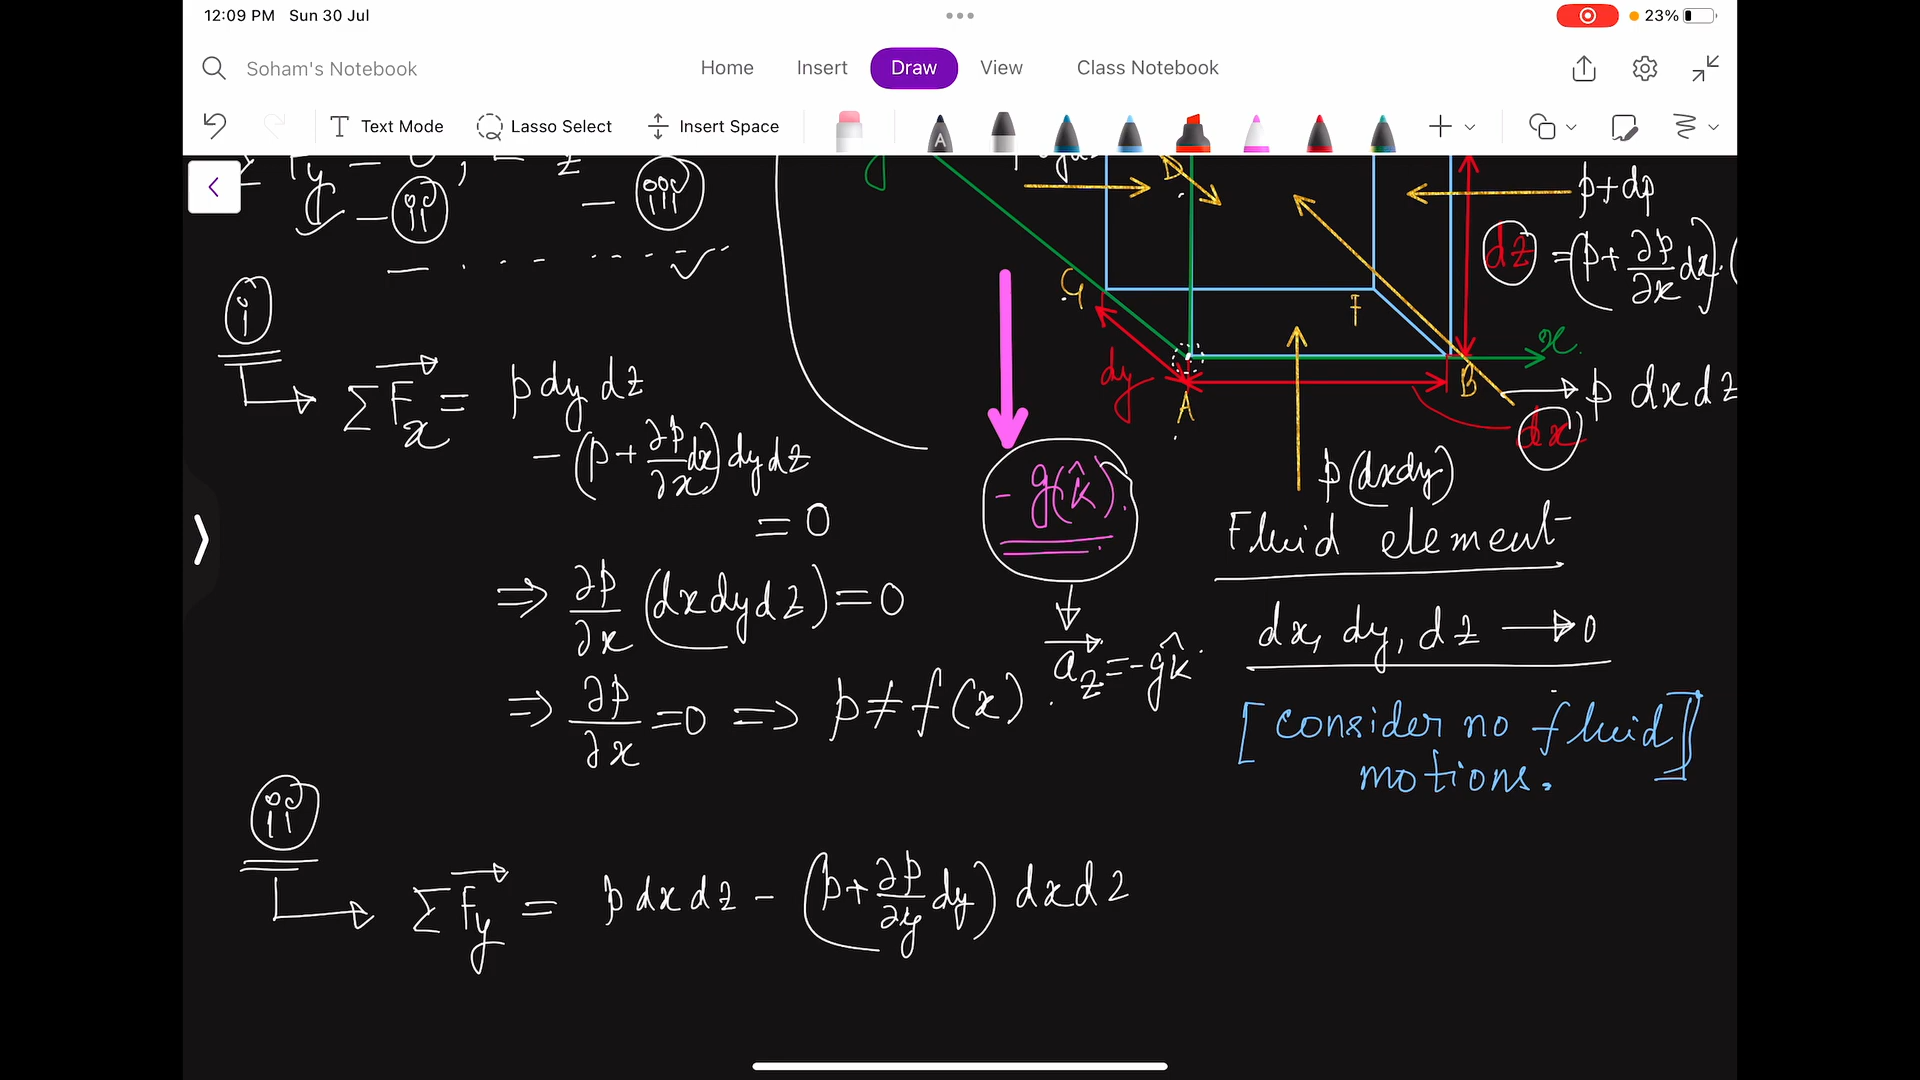 12:09 PM Sun 30 Jul
23%
Soham's Notebook
Home Insert Draw View Class Notebook
Text Mode Lasso Select Insert Space
A
(ii)
(iii)
(i)
∑F⃗x = p dy dz
- (p + ∂p/∂x dx) dy dz
= 0
⇒ ∂p/∂x (dx dy dz) = 0
⇒ ∂p/∂x = 0 ⇒ p ≠ f(x).
(ii)
∑F⃗y = p dx dz - (p + ∂p/∂y dy) dx dz
y
D
p + dp
dz = (p + ∂p/∂x dx).(
G
F
x
dy
A
B
p dx dz
dx
p(dxdy)
- g(k̂).
a⃗z = -gk̂
Fluid element
dx, dy, dz → 0
[consider no fluid
motions.]